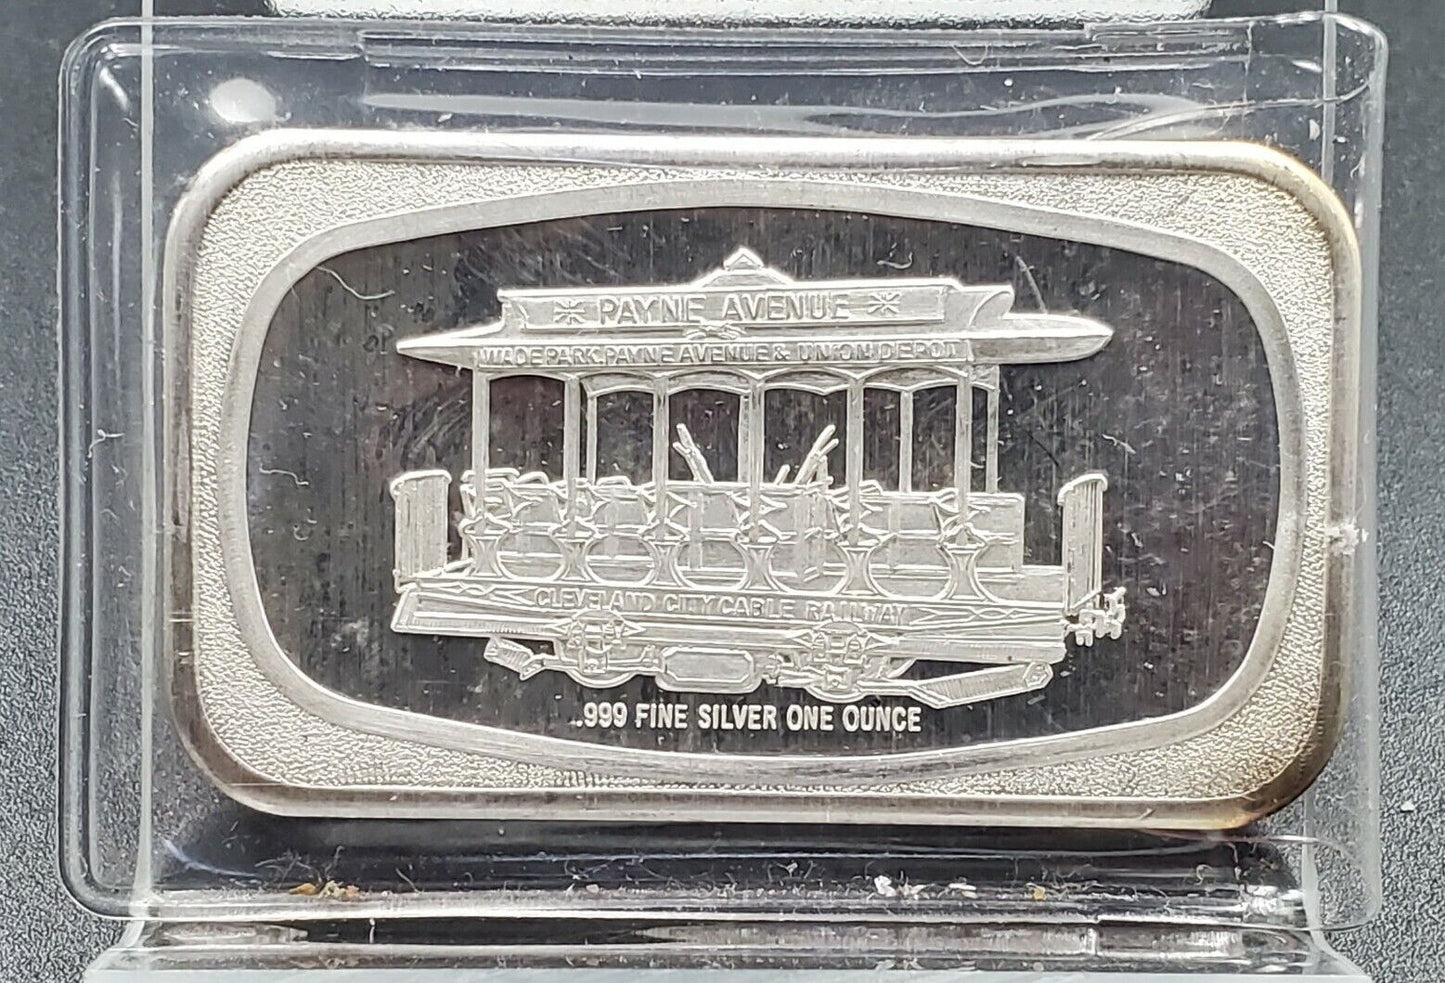 PAYNE AVENUE
WADE PARK, PAYNE AVENUE & UNION DEPOT
CLEVELAND CITY CABLE RAILWAY
.999 FINE SILVER ONE OUNCE